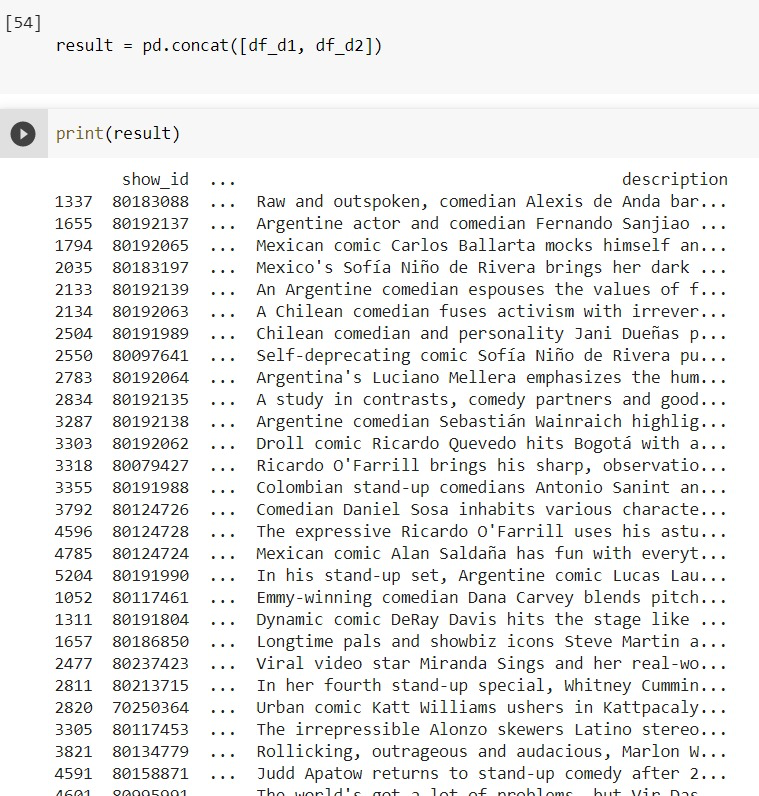 [54]
result = pd.concat([df_d1, df_d2])
print(result)
show_id ... description
1337 80183088 ... Raw and outspoken, comedian Alexis de Anda bar...
1655 80192137 ... Argentine actor and comedian Fernando Sanjiao ...
1794 80192065 ... Mexican comic Carlos Ballarta mocks himself an...
2035 80183197 ... Mexico's Sofía Niño de Rivera brings her dark ...
2133 80192139 ... An Argentine comedian espouses the values of f...
2134 80192063 ... A Chilean comedian fuses activism with irrever...
2504 80191989 ... Chilean comedian and personality Jani Dueñas p...
2550 80097641 ... Self-deprecating comic Sofía Niño de Rivera pu...
2783 80192064 ... Argentina's Luciano Mellera emphasizes the hum...
2834 80192135 ... A study in contrasts, comedy partners and good...
3287 80192138 ... Argentine comedian Sebastián Wainraich highlig...
3303 80192062 ... Droll comic Ricardo Quevedo hits Bogotá with a...
3318 80079427 ... Ricardo O'Farrill brings his sharp, observatio...
3355 80191988 ... Colombian stand-up comedians Antonio Sanint an...
3792 80124726 ... Comedian Daniel Sosa inhabits various characte...
4596 80124728 ... The expressive Ricardo O'Farrill uses his astu...
4785 80124724 ... Mexican comic Alan Saldaña has fun with everyt...
5204 80191990 ... In his stand-up set, Argentine comic Lucas Lau...
1052 80117461 ... Emmy-winning comedian Dana Carvey blends pitch...
1311 80191804 ... Dynamic comic DeRay Davis hits the stage like ...
1657 80186850 ... Longtime pals and showbiz icons Steve Martin a...
2477 80237423 ... Viral video star Miranda Sings and her real-wo...
2811 80213715 ... In her fourth stand-up special, Whitney Cummin...
2820 70250364 ... Urban comic Katt Williams ushers in Kattpacaly...
3305 80117453 ... The irrepressible Alonzo skewers Latino stereo...
3821 80134779 ... Rollicking, outrageous and audacious, Marlon W...
4591 80158871 ... Judd Apatow returns to stand-up comedy after 2...
4601 80995991 ... The world's got a lot of problems, but Vir Das...